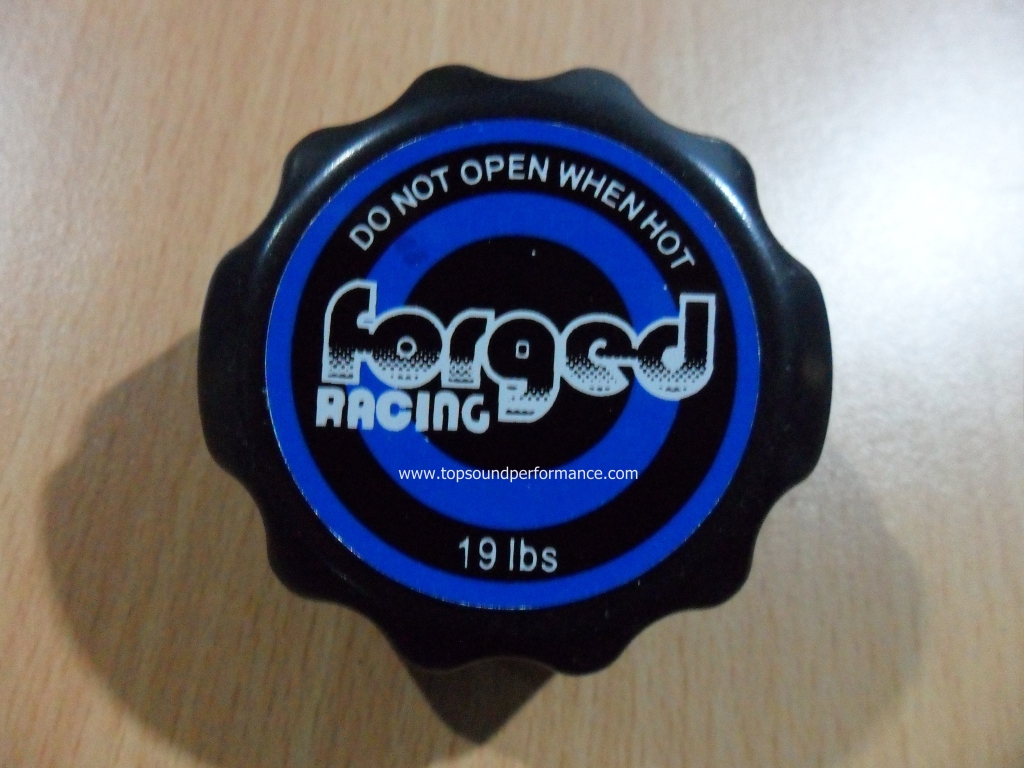 DO NOT OPEN WHEN HOT
forged
RACING
www.topsoundperformance.com
19 lbs